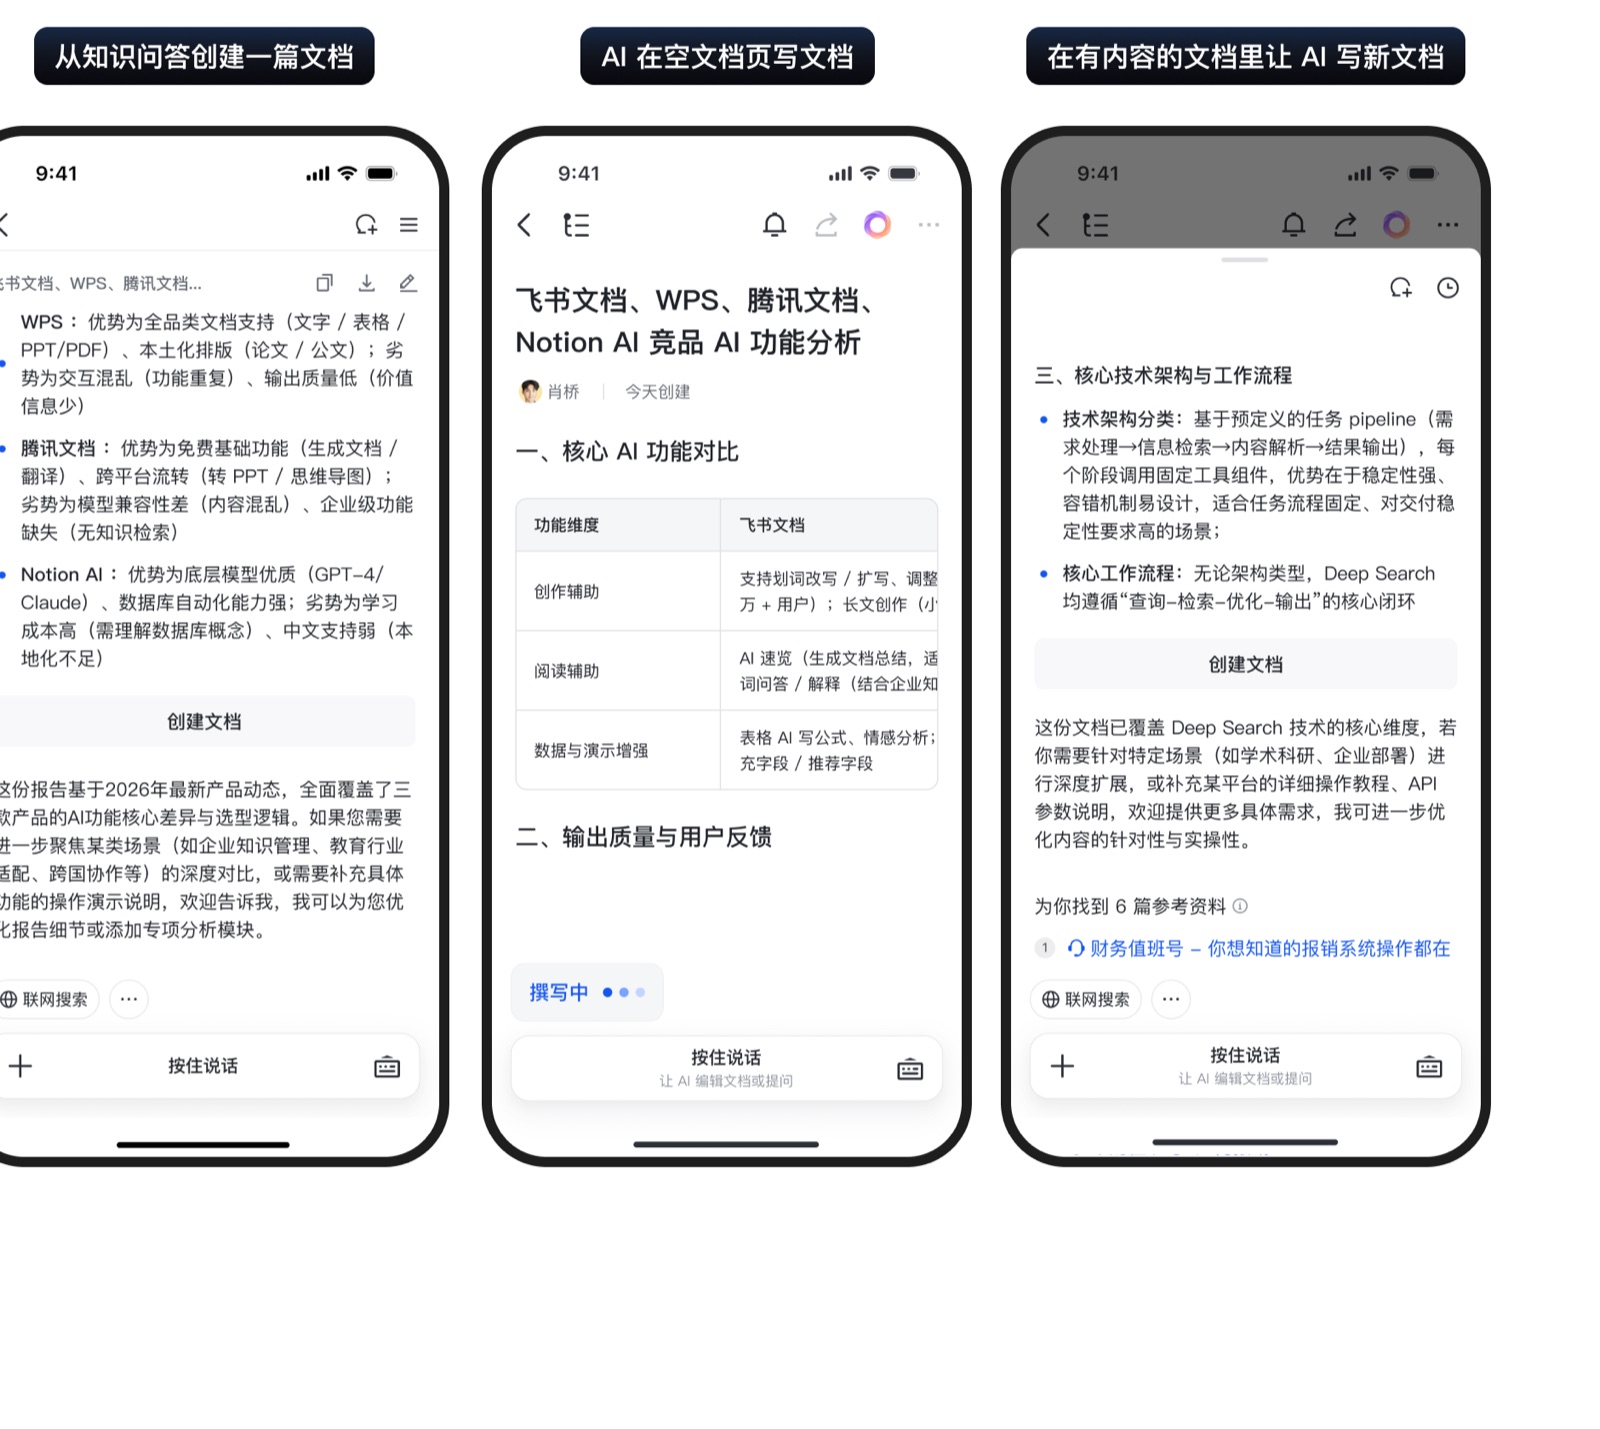 从知识问答创建一篇文档
AI 在空文档页写文档
在有内容的文档里让 AI 写新文档
9:41
书文档、WPS、腾讯文档...
WPS：优势为全品类文档支持（文字 / 表格 /
PPT/PDF）、本土化排版（论文 / 公文）；劣
势为交互混乱（功能重复）、输出质量低（价值
信息少）
腾讯文档：优势为免费基础功能（生成文档 /
翻译）、跨平台流转（转 PPT / 思维导图）；
劣势为模型兼容性差（内容混乱）、企业级功能
缺失（无知识检索）
Notion AI：优势为底层模型优质（GPT-4/
Claude）、数据库自动化能力强；劣势为学习
成本高（需理解数据库概念）、中文支持弱（本
地化不足）
创建文档
这份报告基于2026年最新产品动态，全面覆盖了三
款产品的AI功能核心差异与选型逻辑。如果您需要
进一步聚焦某类场景（如企业知识管理、教育行业
适配、跨国协作等）的深度对比，或需要补充具体
功能的操作演示说明，欢迎告诉我，我可以为您优
化报告细节或添加专项分析模块。
联网搜索
按住说话
9:41
飞书文档、WPS、腾讯文档、
Notion AI 竞品 AI 功能分析
肖桥 今天创建
一、核心 AI 功能对比
功能维度 飞书文档
创作辅助
支持划词改写 / 扩写、调整
万 + 用户）；长文创作（小
阅读辅助
AI 速览（生成文档总结，适
词问答 / 解释（结合企业知
数据与演示增强
表格 AI 写公式、情感分析；
充字段 / 推荐字段
二、输出质量与用户反馈
撰写中
按住说话
让 AI 编辑文档或提问
9:41
三、核心技术架构与工作流程
技术架构分类：基于预定义的任务 pipeline（需
求处理→信息检索→内容解析→结果输出），每
个阶段调用固定工具组件，优势在于稳定性强、
容错机制易设计，适合任务流程固定、对交付稳
定性要求高的场景；
核心工作流程：无论架构类型，Deep Search
均遵循“查询-检索-优化-输出”的核心闭环
创建文档
这份文档已覆盖 Deep Search 技术的核心维度，若
你需要针对特定场景（如学术科研、企业部署）进
行深度扩展，或补充某平台的详细操作教程、API
参数说明，欢迎提供更多具体需求，我可进一步优
化内容的针对性与实操性。
为你找到 6 篇参考资料
1 财务值班号 - 你想知道的报销系统操作都在
联网搜索
按住说话
让 AI 编辑文档或提问